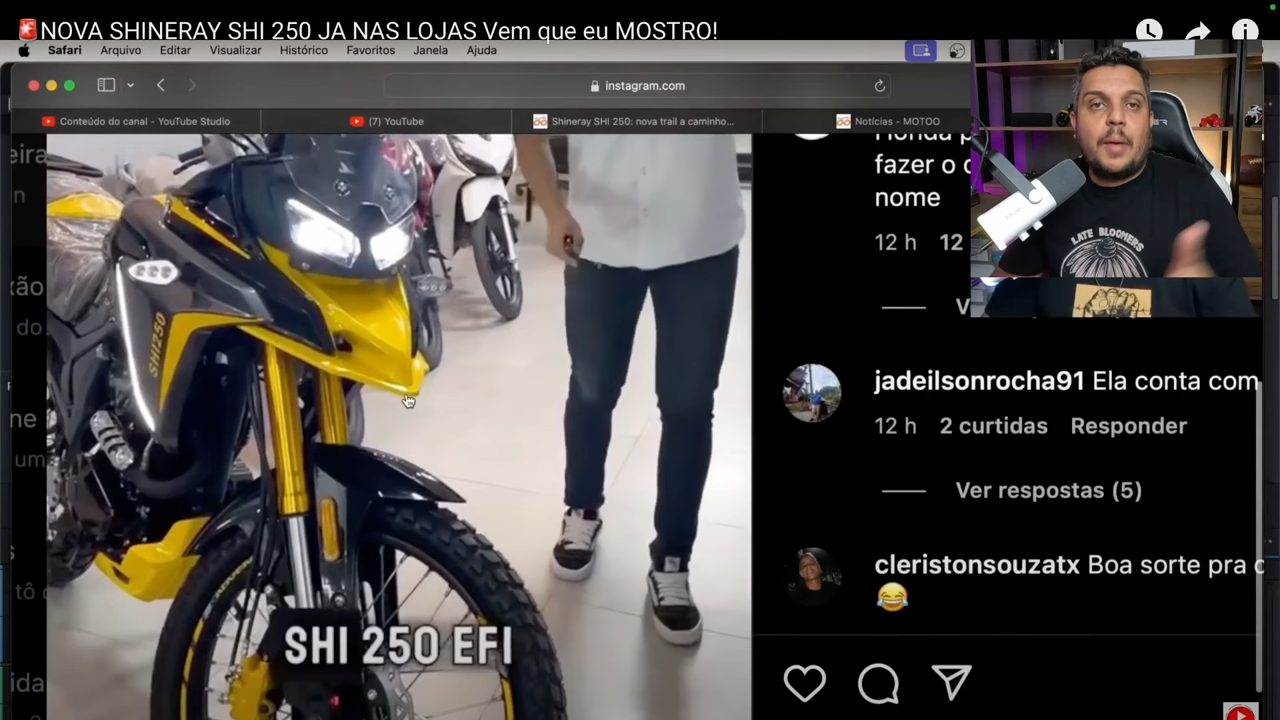 🚨NOVA SHINERAY SHI 250 JA NAS LOJAS Vem que eu MOSTRO!
Safari Arquivo Editar Visualizar Histórico Favoritos Janela Ajuda
instagram.com
Conteúdo do canal - YouTube Studio
(7) YouTube
Shineray SHI 250: nova trail a caminho...
Notícias - MOTOO
Honda
fazer o
nome
12 h 12
LATE BLOOMERS
SHI250
jadeilsonrocha91 Ela conta com
12 h 2 curtidas Responder
Ver respostas (5)
cleristonsouzatx Boa sorte pra
😂
SHI 250 EFI